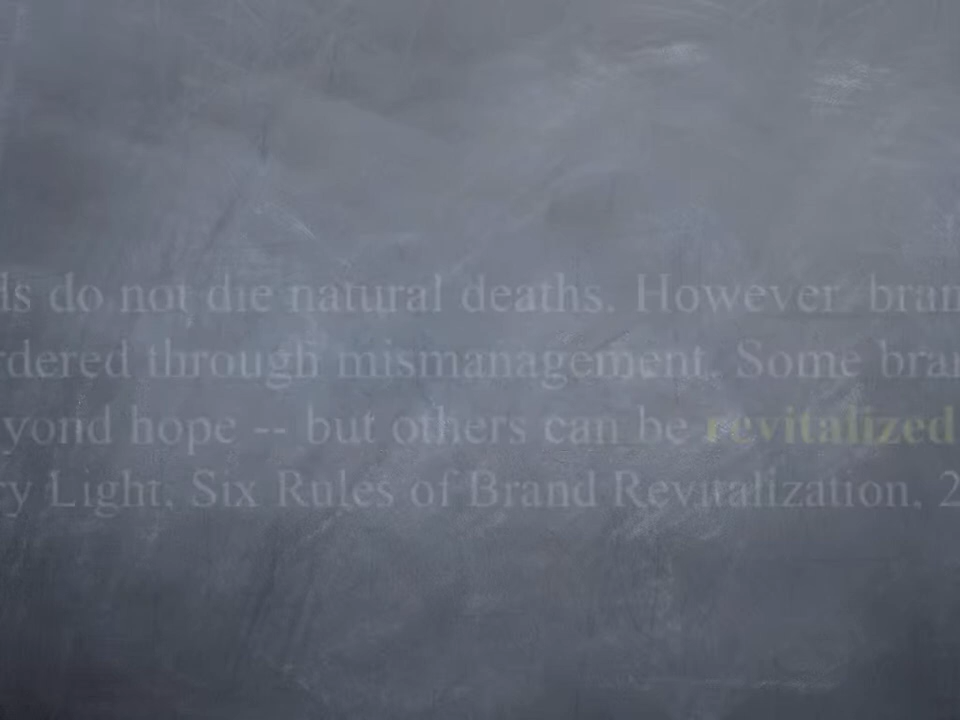 ds do not die natural deaths. However, bran
rdered through mismanagement. Some bran
yond hope -- but others can be revitalized
ry Light, Six Rules of Brand Revitalization, 2